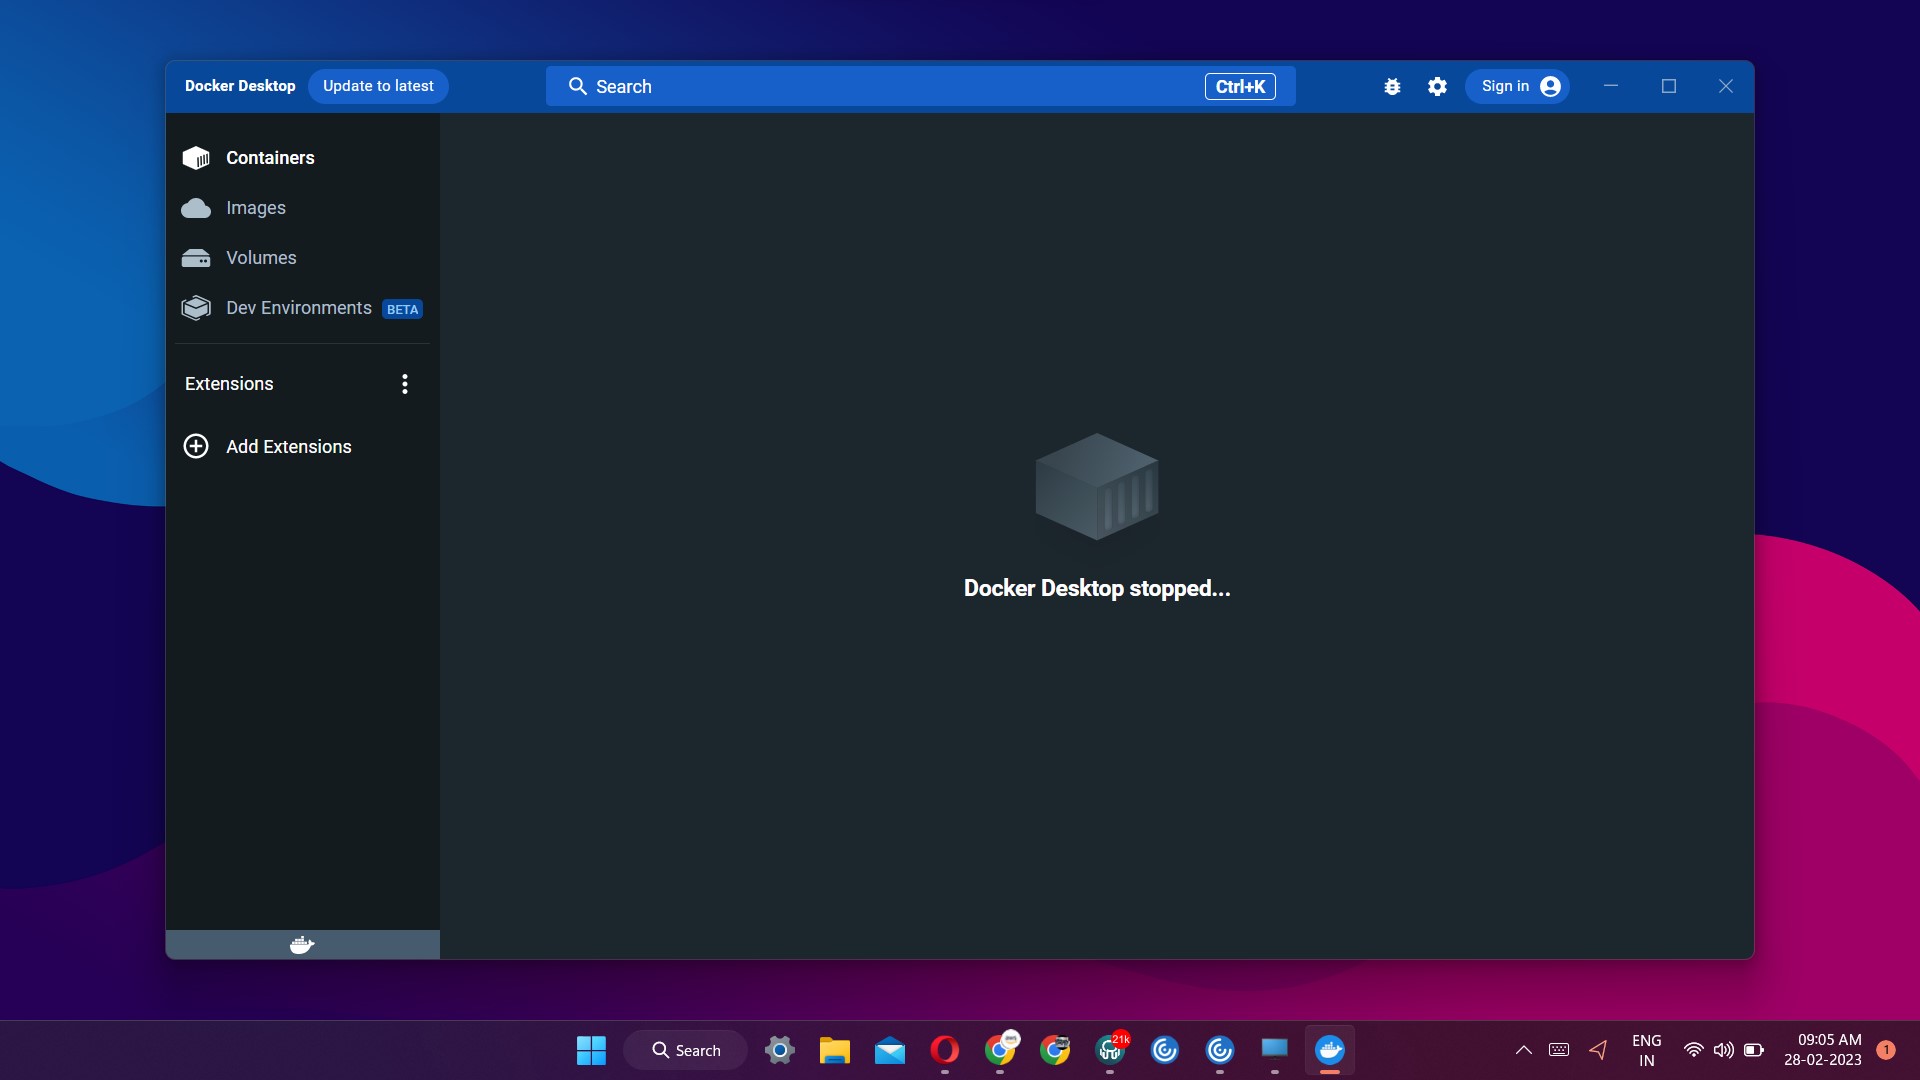 Docker Desktop
Update to latest
Search
Ctrl+K
Sign in
Containers
Images
Volumes
Dev Environments BETA
Extensions
Add Extensions
Docker Desktop stopped...
Search
21k
ENG
IN
09:05 AM
28-02-2023
1